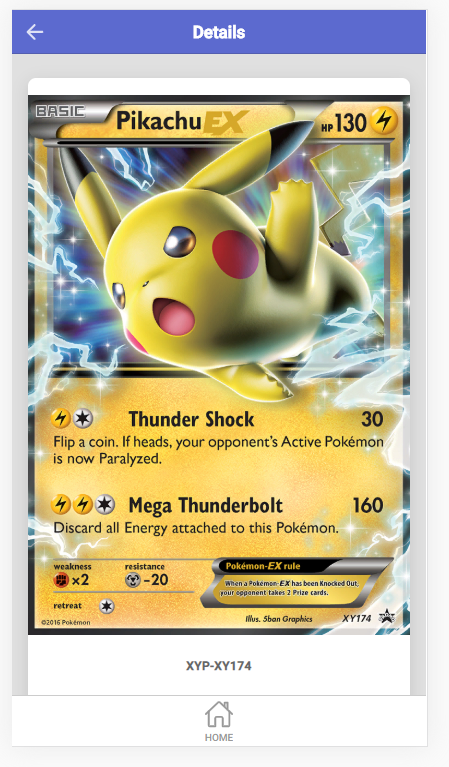 Details
BASIC
Pikachu EX
HP 130
Thunder Shock 30
Flip a coin. If heads, your opponent's Active Pokémon
is now Paralyzed.
Mega Thunderbolt 160
Discard all Energy attached to this Pokémon.
weakness
×2
resistance
-20
retreat
Pokémon-EX rule
When a Pokémon-EX has been Knocked Out,
your opponent takes 2 Prize cards.
©2016 Pokémon
Illus. 5ban Graphics
XY174
XYP-XY174
HOME